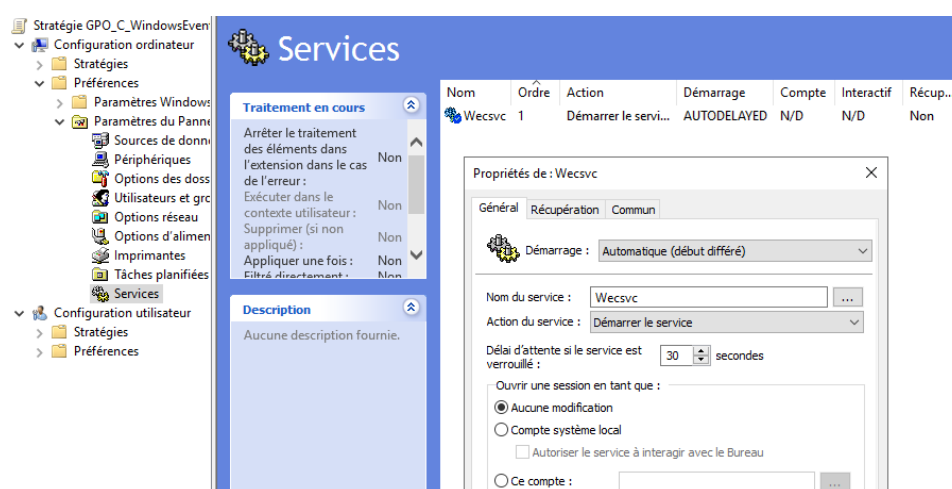 Stratégie GPO_C_WindowsEven
Configuration ordinateur
Stratégies
Préférences
Paramètres Windows
Paramètres du Panne
Sources de donn
Périphériques
Options des doss
Utilisateurs et gro
Options réseau
Options d'alimen
Imprimantes
Tâches planifiées
Services
Configuration utilisateur
Stratégies
Préférences
Services
Traitement en cours
Arrêter le traitement
des éléments dans
l'extension dans le cas
de l'erreur :
Non
Exécuter dans le
contexte utilisateur :
Non
Supprimer (si non
appliqué) :
Non
Appliquer une fois : Non
Filtré directement : Non
Description
Aucune description fournie.
Nom Ordre Action Démarrage Compte Interactif Récup...
Wecsvc 1 Démarrer le servi... AUTODELAYED N/D N/D Non
Propriétés de : Wecsvc
Général Récupération Commun
Démarrage : Automatique (début différé)
Nom du service : Wecsvc ...
Action du service : Démarrer le service
Délai d'attente si le service est
verrouillé :
30 secondes
Ouvrir une session en tant que :
Aucune modification
Compte système local
Autoriser le service à interagir avec le Bureau
Ce compte : ...